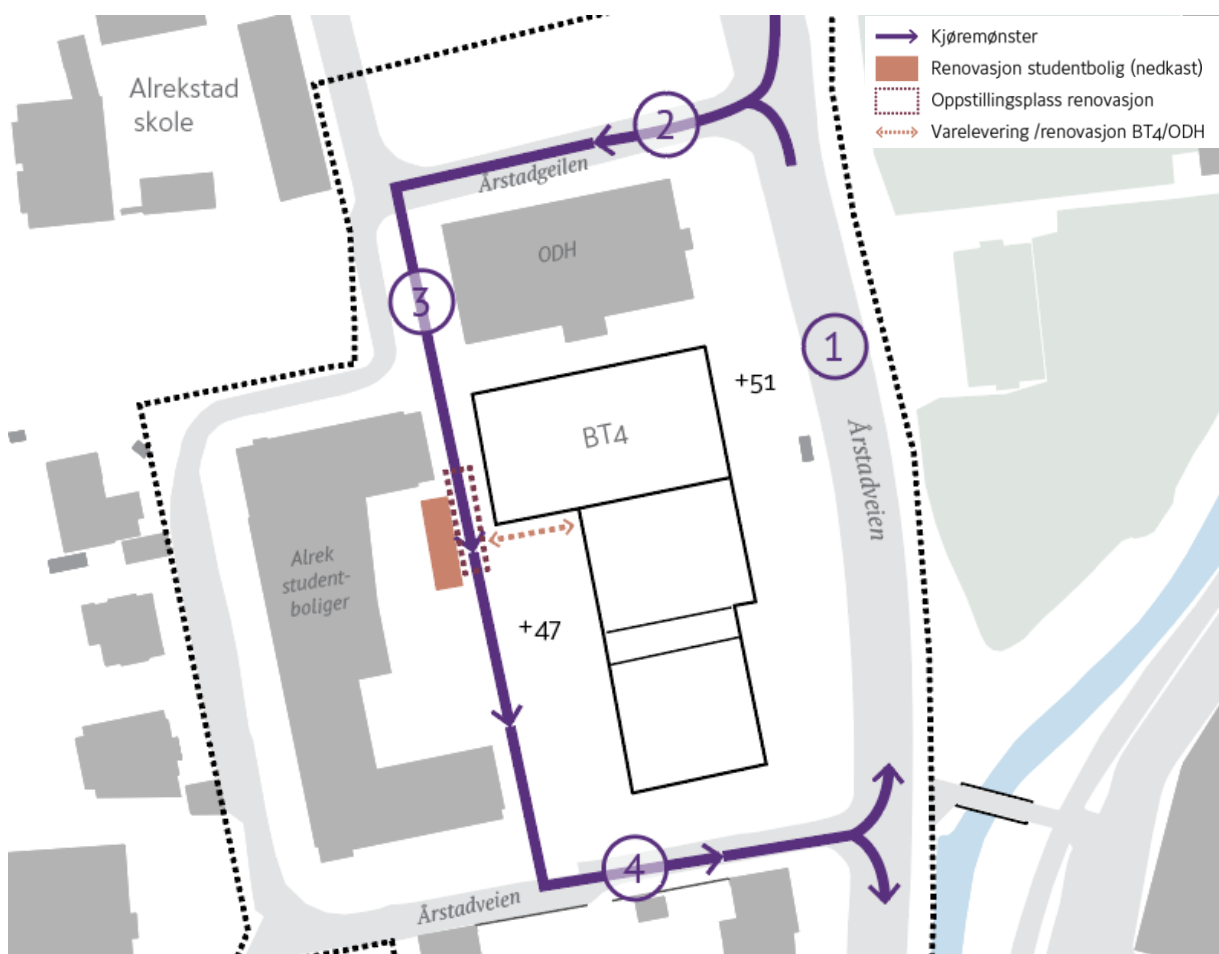 Kjøremønster
Renovasjon studentbolig (nedkast)
Oppstillingsplass renovasjon
Varelevering /renovasjon BT4/ODH
Alrekstad
skole
2
Årstadgeilen
ODH
3
1
+51
BT4
Årstadveien
Alrek
student-
boliger
+47
4
Årstadveien